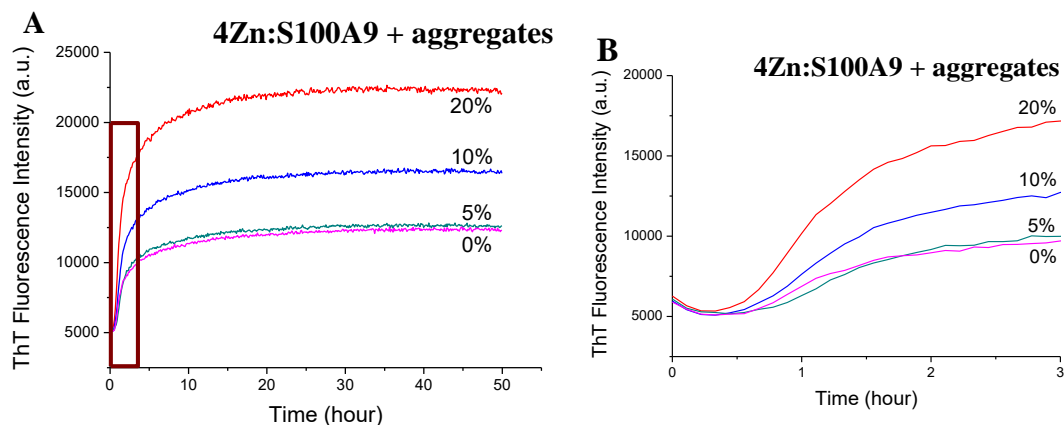 A
4Zn:S100A9 + aggregates
ThT Fluorescence Intensity (a.u.)
25000
20000
15000
10000
5000
20%
10%
5%
0%
0 10 20 30 40 50
Time (hour)
B
4Zn:S100A9 + aggregates
ThT Fluorescence Intensity (a.u.)
20000
15000
10000
5000
20%
10%
5%
0%
0 1 2 3
Time (hour)